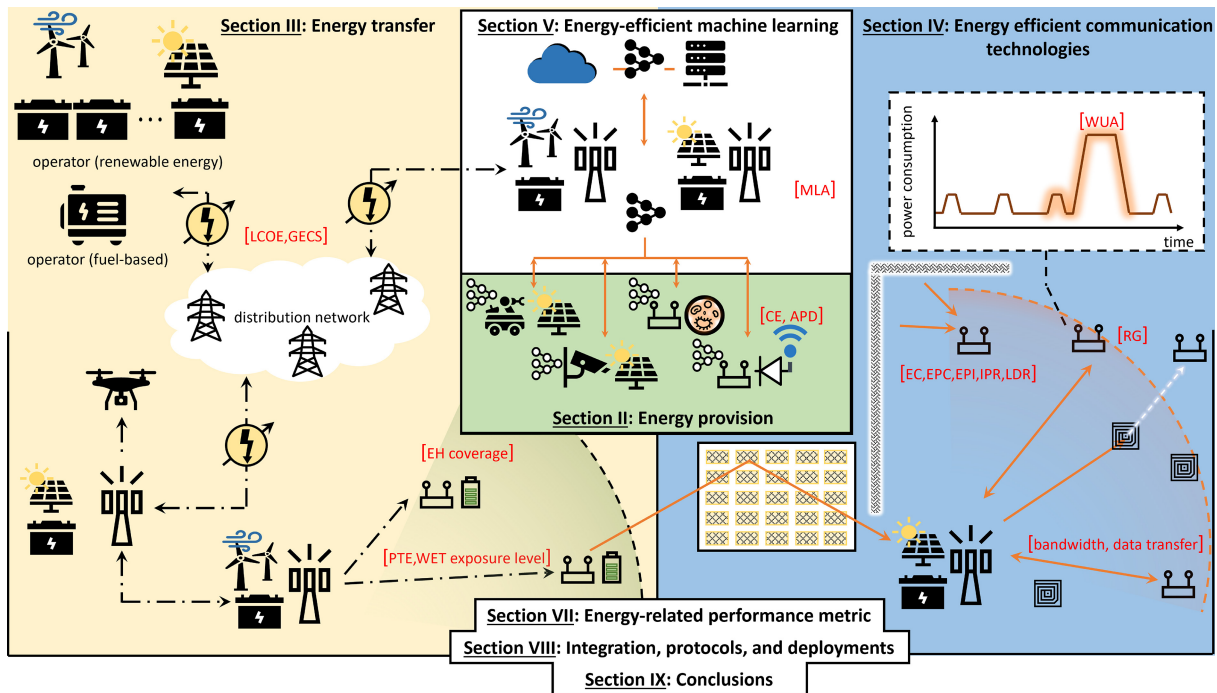 Section III: Energy transfer
operator (renewable energy)
operator (fuel-based)
[LCOE,GECS]
distribution network
[EH coverage]
[PTE,WET exposure level]
Section V: Energy-efficient machine learning
[MLA]
[CE, APD]
Section II: Energy provision
Section IV: Energy efficient communication
technologies
[WUA]
power consumption
time
[RG]
[EC,EPC,EPI,IPR,LDR]
[bandwidth, data transfer]
Section VII: Energy-related performance metric
Section VIII: Integration, protocols, and deployments
Section IX: Conclusions